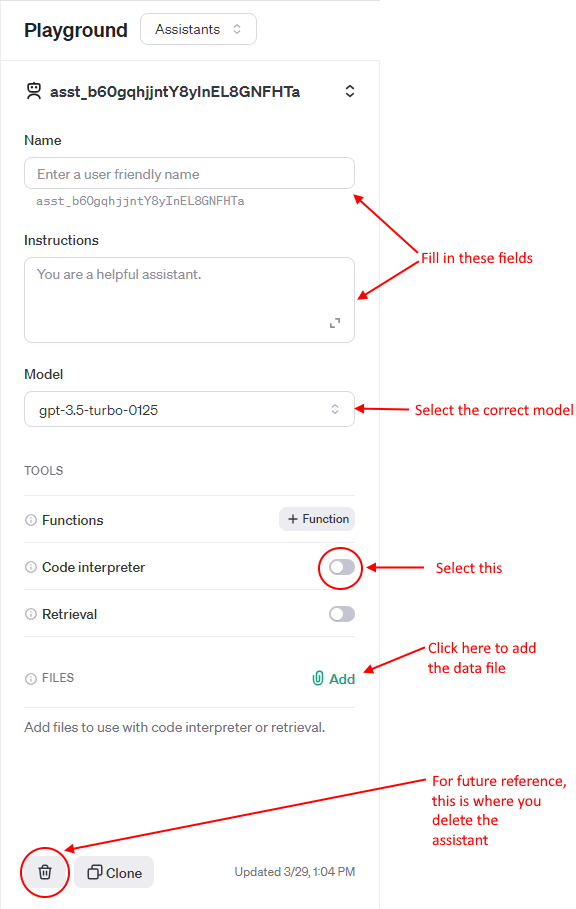 Playground
Assistants
asst_b60gqhjjntY8yInEL8GNFHTa
Name
Enter a user friendly name
asst_b60gqhjjntY8yInEL8GNFHTa
Fill in these fields
Instructions
You are a helpful assistant.
Model
gpt-3.5-turbo-0125
Select the correct model
TOOLS
Functions
+ Function
Code interpreter
Select this
Retrieval
Click here to add
the data file
FILES
Add
Add files to use with code interpreter or retrieval.
For future reference,
this is where you
delete the
assistant
Clone
Updated 3/29, 1:04 PM